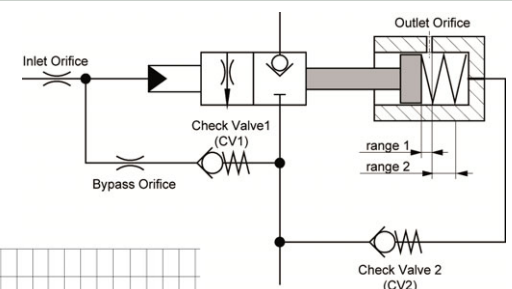 Outlet Orifice
Inlet Orifice
Check Valve1
(CV1)
range 1
range 2
Bypass Orifice
Check Valve 2
(CV2)